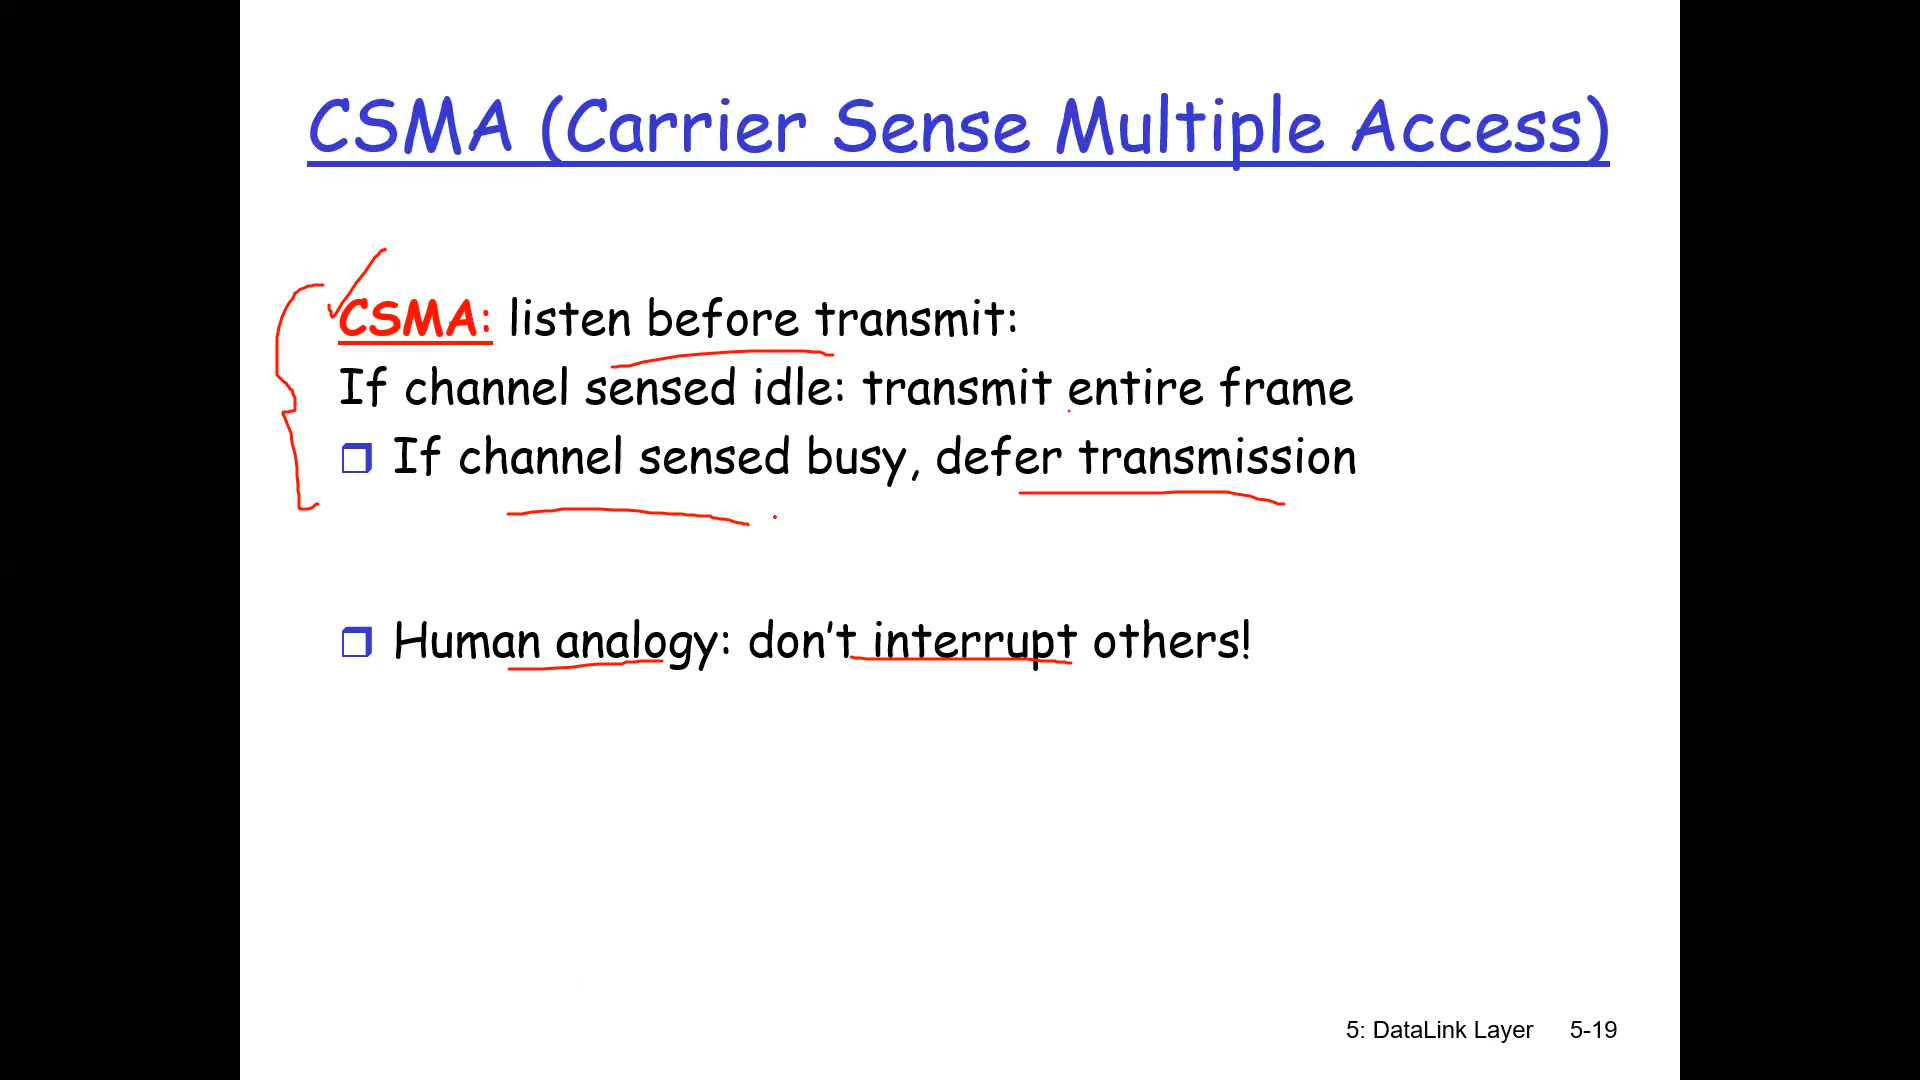 CSMA (Carrier Sense Multiple Access)
CSMA: listen before transmit:
If channel sensed idle: transmit entire frame
If channel sensed busy, defer transmission
Human analogy: don't interrupt others!
5: DataLink Layer 5-19